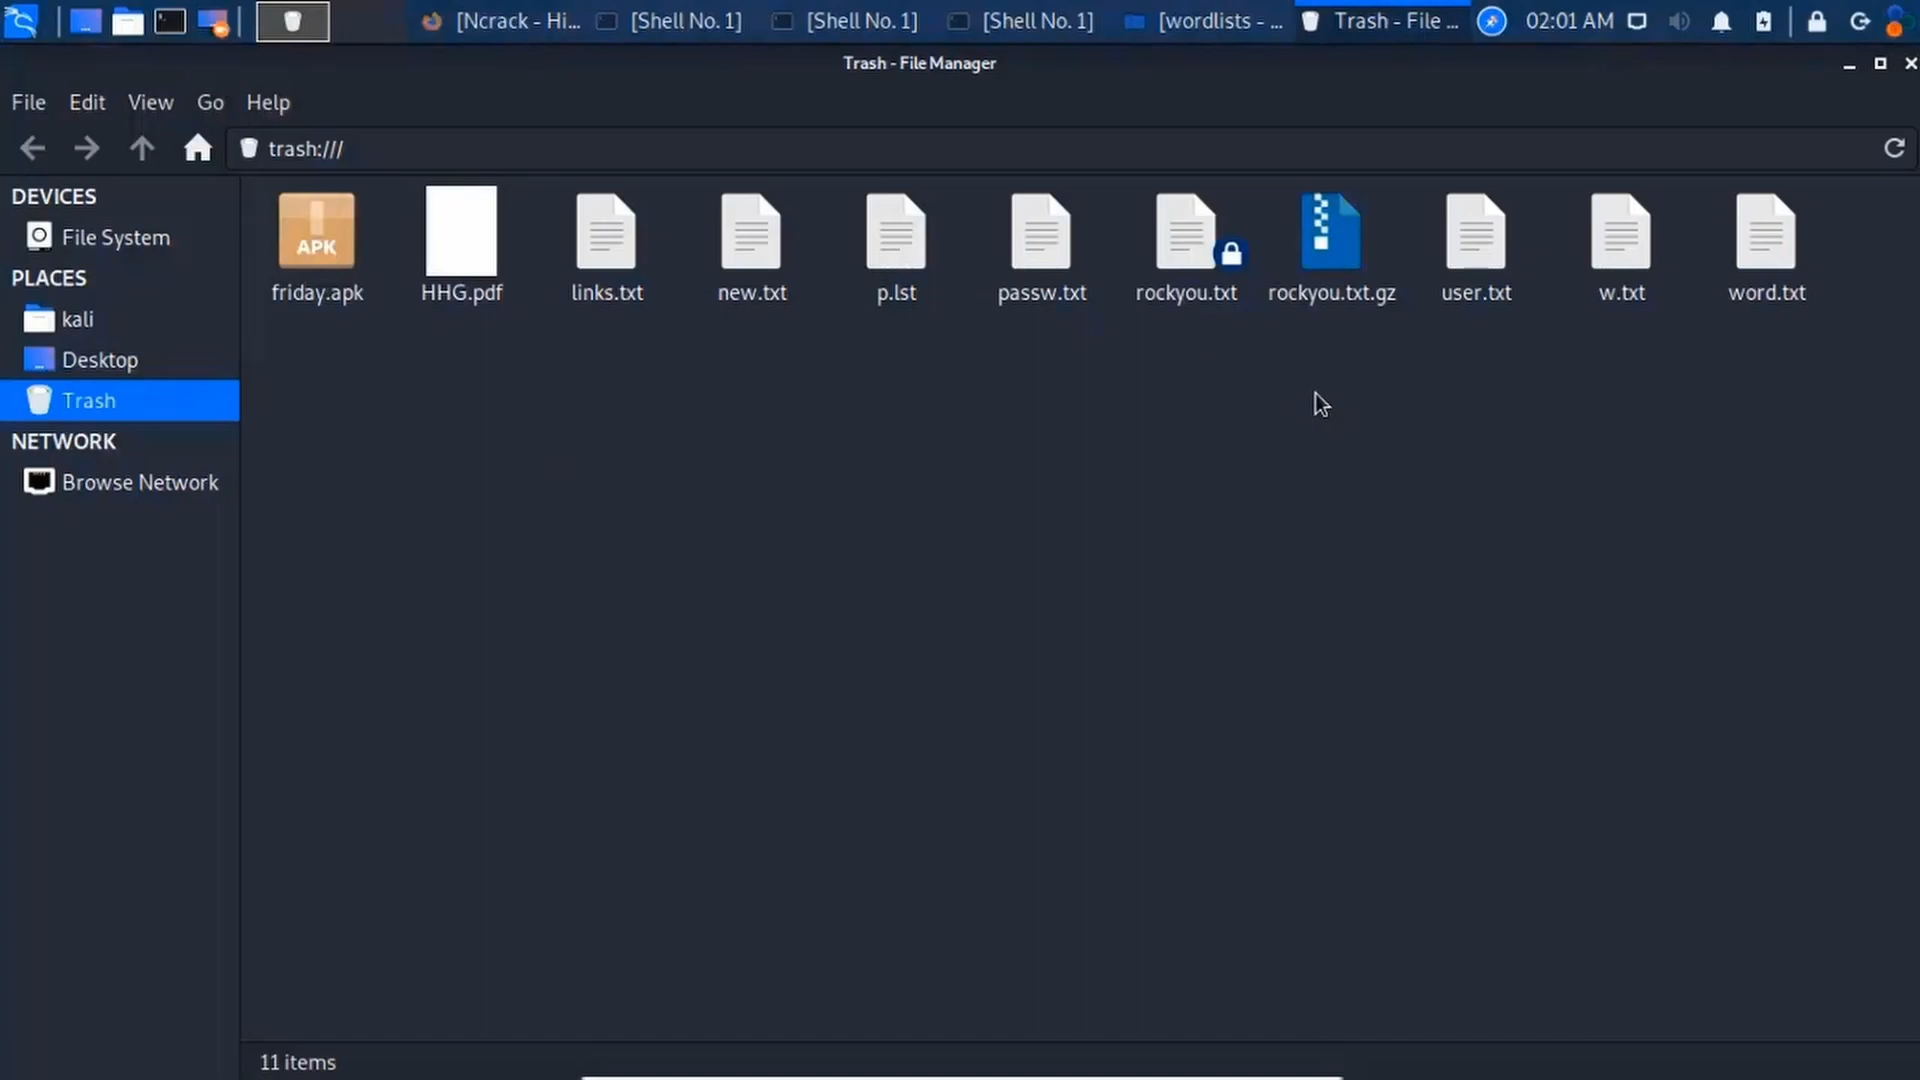 [Ncrack - Hi... [Shell No. 1] [Shell No. 1] [Shell No. 1] [wordlists - ... Trash - File ... 02:01 AM
Trash - File Manager
File Edit View Go Help
trash:///
DEVICES
File System
PLACES
kali
Desktop
Trash
NETWORK
Browse Network
APK
friday.apk HHG.pdf links.txt new.txt p.lst passw.txt rockyou.txt rockyou.txt.gz user.txt w.txt word.txt
11 items